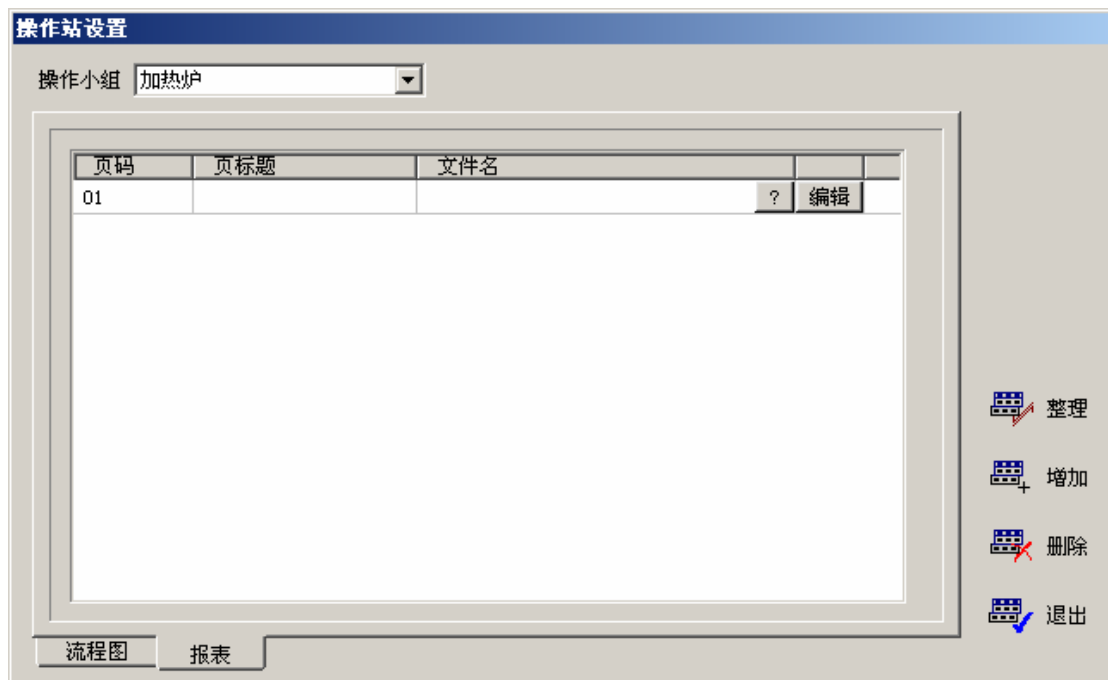 操作站设置
操作小组 加热炉
页码 页标题 文件名
01 ? 编辑
整理
增加
删除
退出
流程图 报表